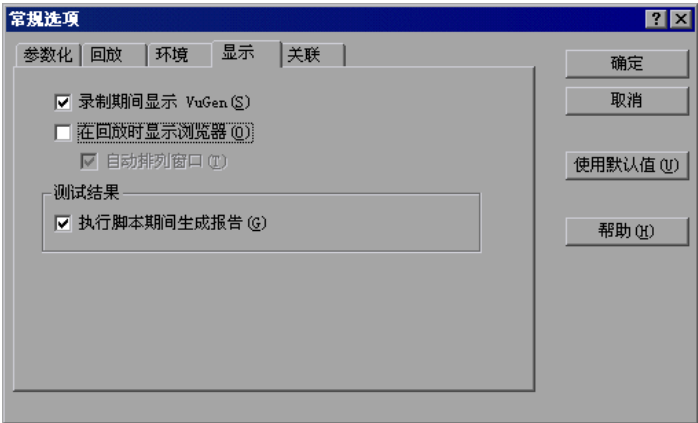 常规选项
参数化 回放 环境 显示 关联
录制期间显示 VuGen(S)
在回放时显示浏览器(O)
自动排列窗口(T)
测试结果
执行脚本期间生成报告(G)
确定
取消
使用默认值(U)
帮助(H)